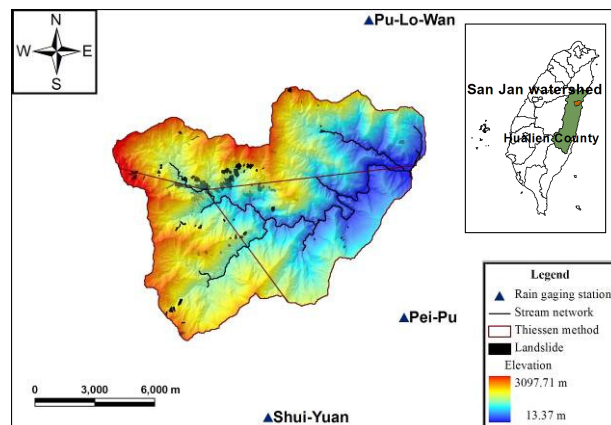 Pu-Lo-Wan
N
W E
S
San Jan watershed
Hualien County
Legend
Rain gaging station
Stream network
Thiessen method
Landslide
Elevation
3097.71 m
13.37 m
Pei-Pu
0 3,000 6,000 m
Shui-Yuan